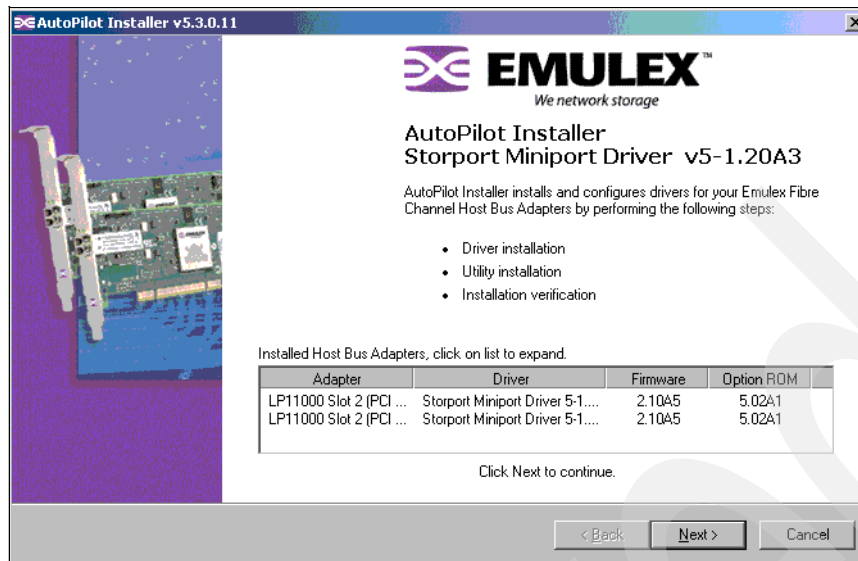 AutoPilot Installer v5.3.0.11
EMULEX™
We network storage
AutoPilot Installer
Storport Miniport Driver v5-1.20A3
AutoPilot Installer installs and configures drivers for your Emulex Fibre
Channel Host Bus Adapters by performing the following steps:
• Driver installation
• Utility installation
• Installation verification
Installed Host Bus Adapters, click on list to expand.
Adapter Driver Firmware Option ROM
LP11000 Slot 2 (PCI ... Storport Miniport Driver 5-1.... 2.10A5 5.02A1
LP11000 Slot 2 (PCI ... Storport Miniport Driver 5-1.... 2.10A5 5.02A1
Click Next to continue.
< Back Next > Cancel